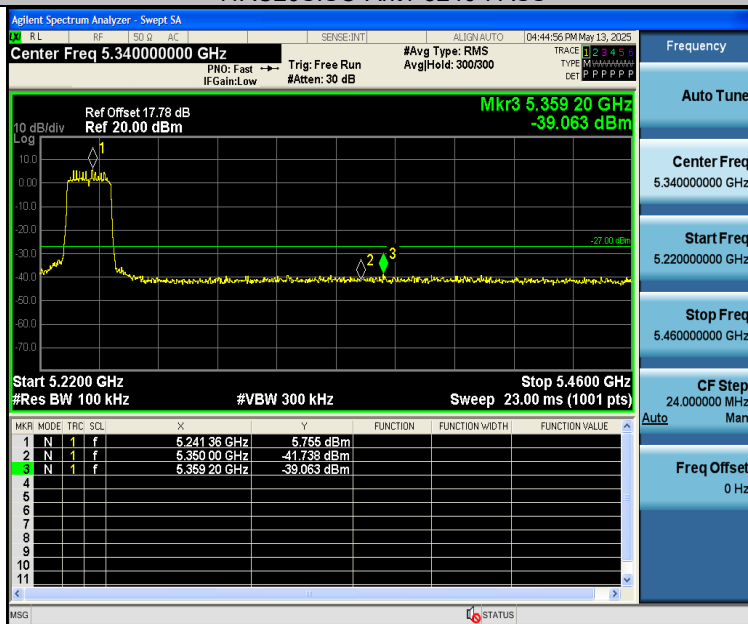 Agilent Spectrum Analyzer - Swept SA
LXI RL RF 50 Ω AC SENSE:INT ALIGN AUTO 04:44:56 PM May 13, 2025
Center Freq 5.340000000 GHz #Avg Type: RMS TRACE 1 2 3 4 5 6
PNO: Fast Trig: Free Run Avg|Hold: 300/300 TYPE M
IFGain:Low #Atten: 30 dB DET P P P P P P
Frequency
Auto Tune
Center Freq
5.340000000 GHz
Start Freq
5.220000000 GHz
Stop Freq
5.460000000 GHz
CF Step
24.000000 MHz
Auto Man
Freq Offset
0 Hz
Mkr3 5.359 20 GHz
-39.063 dBm
Ref Offset 17.78 dB
10 dB/div Ref 20.00 dBm
Log
10.0
0.00
-10.0
-20.0
-30.0
-40.0
-50.0
-60.0
-70.0
1
2
3
-27.00 dBm
Start 5.2200 GHz Stop 5.4600 GHz
#Res BW 100 kHz #VBW 300 kHz Sweep 23.00 ms (1001 pts)
MKR MODE TRC SCL X Y FUNCTION FUNCTION WIDTH FUNCTION VALUE
1 N 1 f 5.241 36 GHz 5.755 dBm
2 N 1 f 5.350 00 GHz -41.738 dBm
3 N 1 f 5.359 20 GHz -39.063 dBm
4
5
6
7
8
9
10
11
MSG STATUS